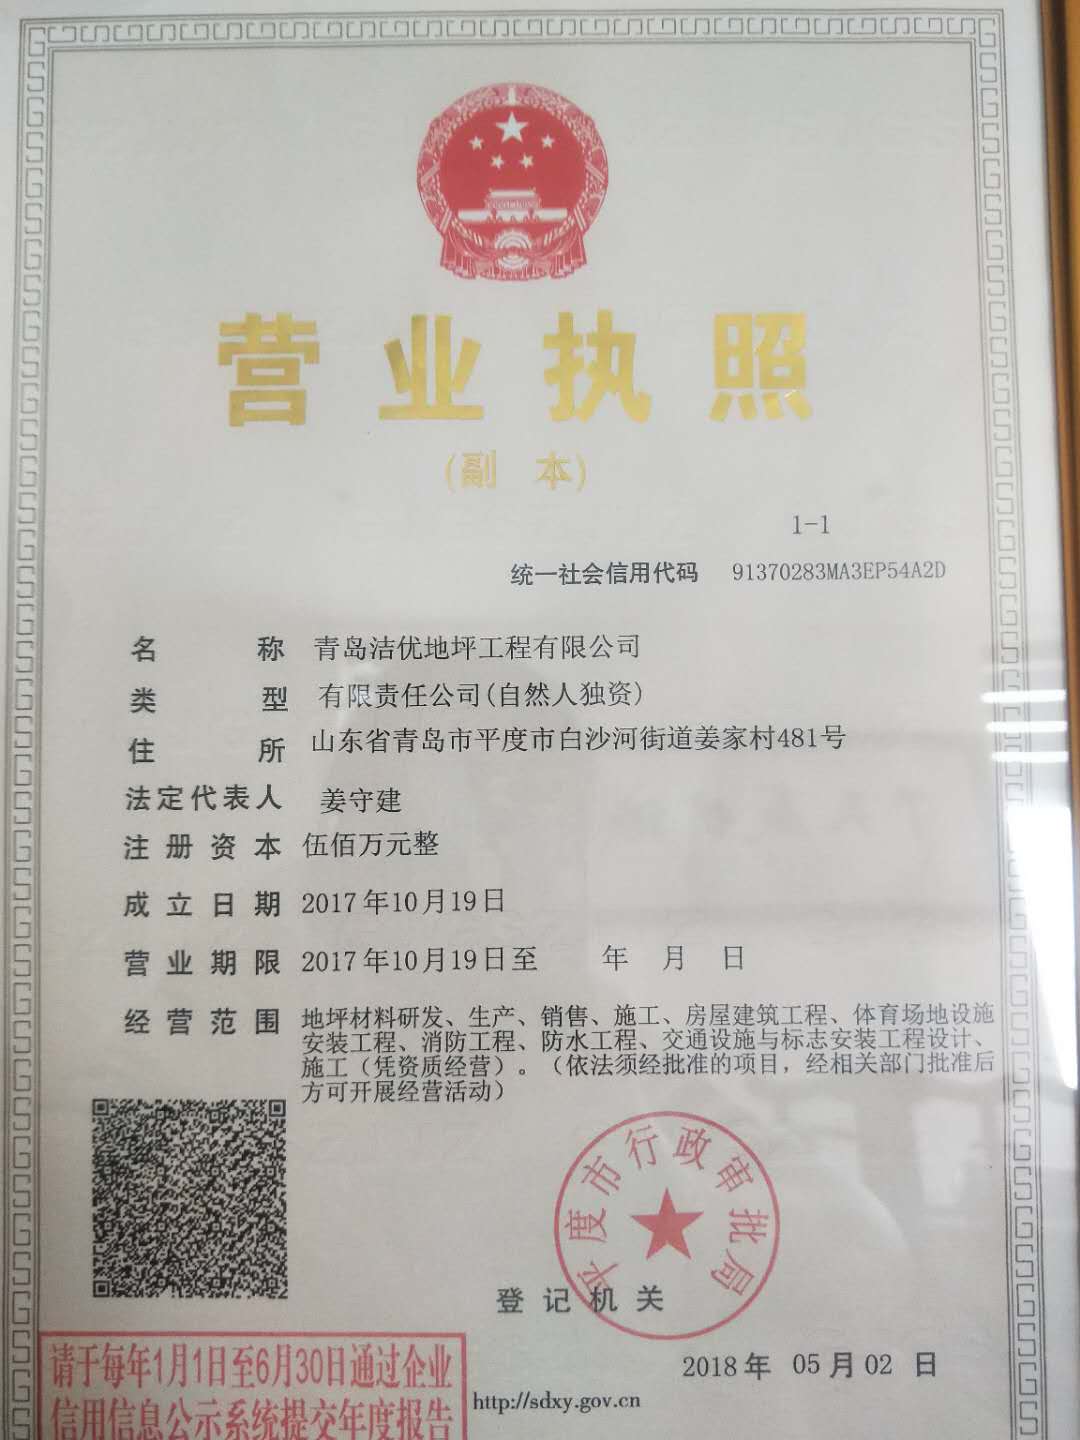 营业执照
(副 本)
1-1
统一社会信用代码 91370283MA3EP54A2D
名称 青岛洁优地坪工程有限公司
类型 有限责任公司(自然人独资)
住所 山东省青岛市平度市白沙河街道姜家村481号
法定代表人 姜守建
注册资本 伍佰万元整
成立日期 2017年10月19日
营业期限 2017年10月19日至 年 月 日
经营范围 地坪材料研发、生产、销售、施工、房屋建筑工程、体育场地设施
安装工程、消防工程、防水工程、交通设施与标志安装工程设计、
施工（凭资质经营）。（依法须经批准的项目，经相关部门批准后
方可开展经营活动）
平度市行政审批局
登记机关
2018年 05月02 日
请于每年1月1日至6月30日通过企业
信用信息公示系统提交年度报告
http://sdxy.gov.cn